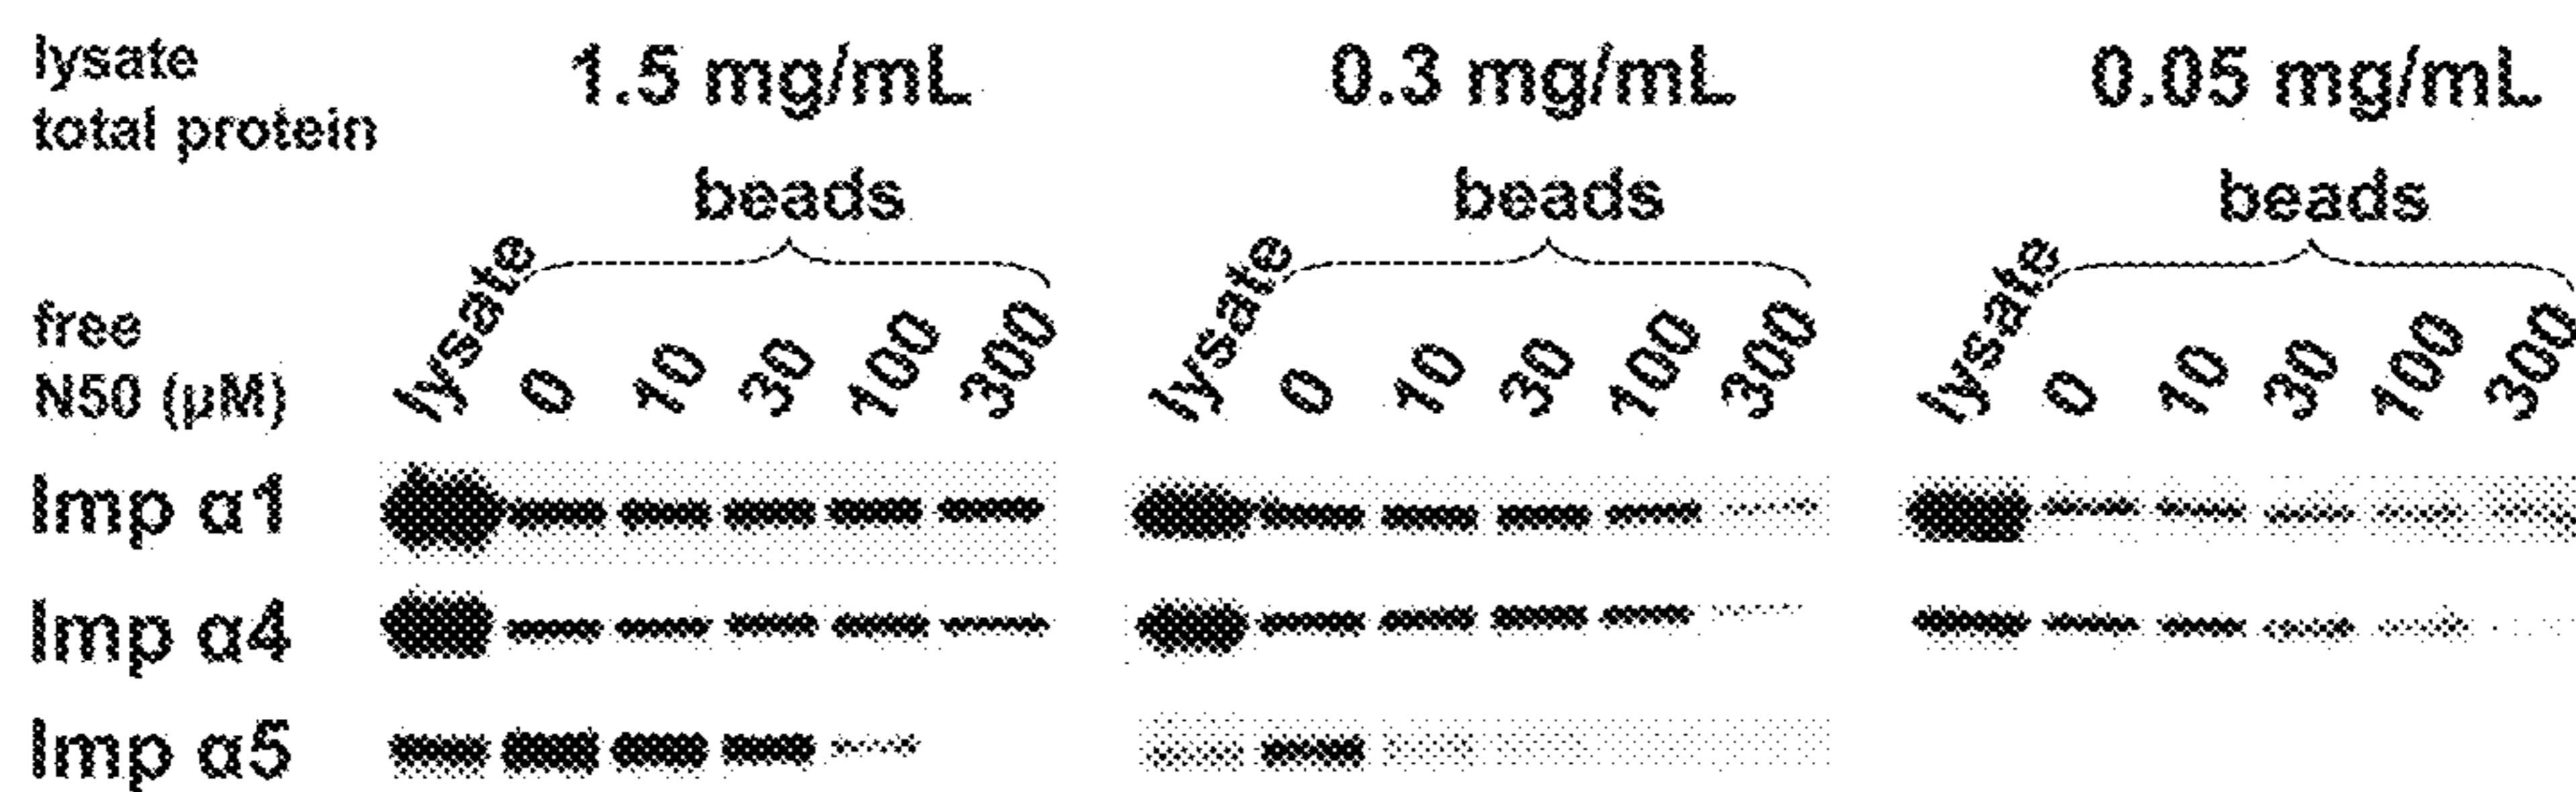 lysate
total protein
1.5 mg/mL 0.3 mg/mL 0.05 mg/mL
beads beads beads
free
N50 (µM)
lysate 0 10 30 100 300 lysate 0 10 30 100 300 lysate 0 10 30 100 300
Imp α1
Imp α4
Imp α5